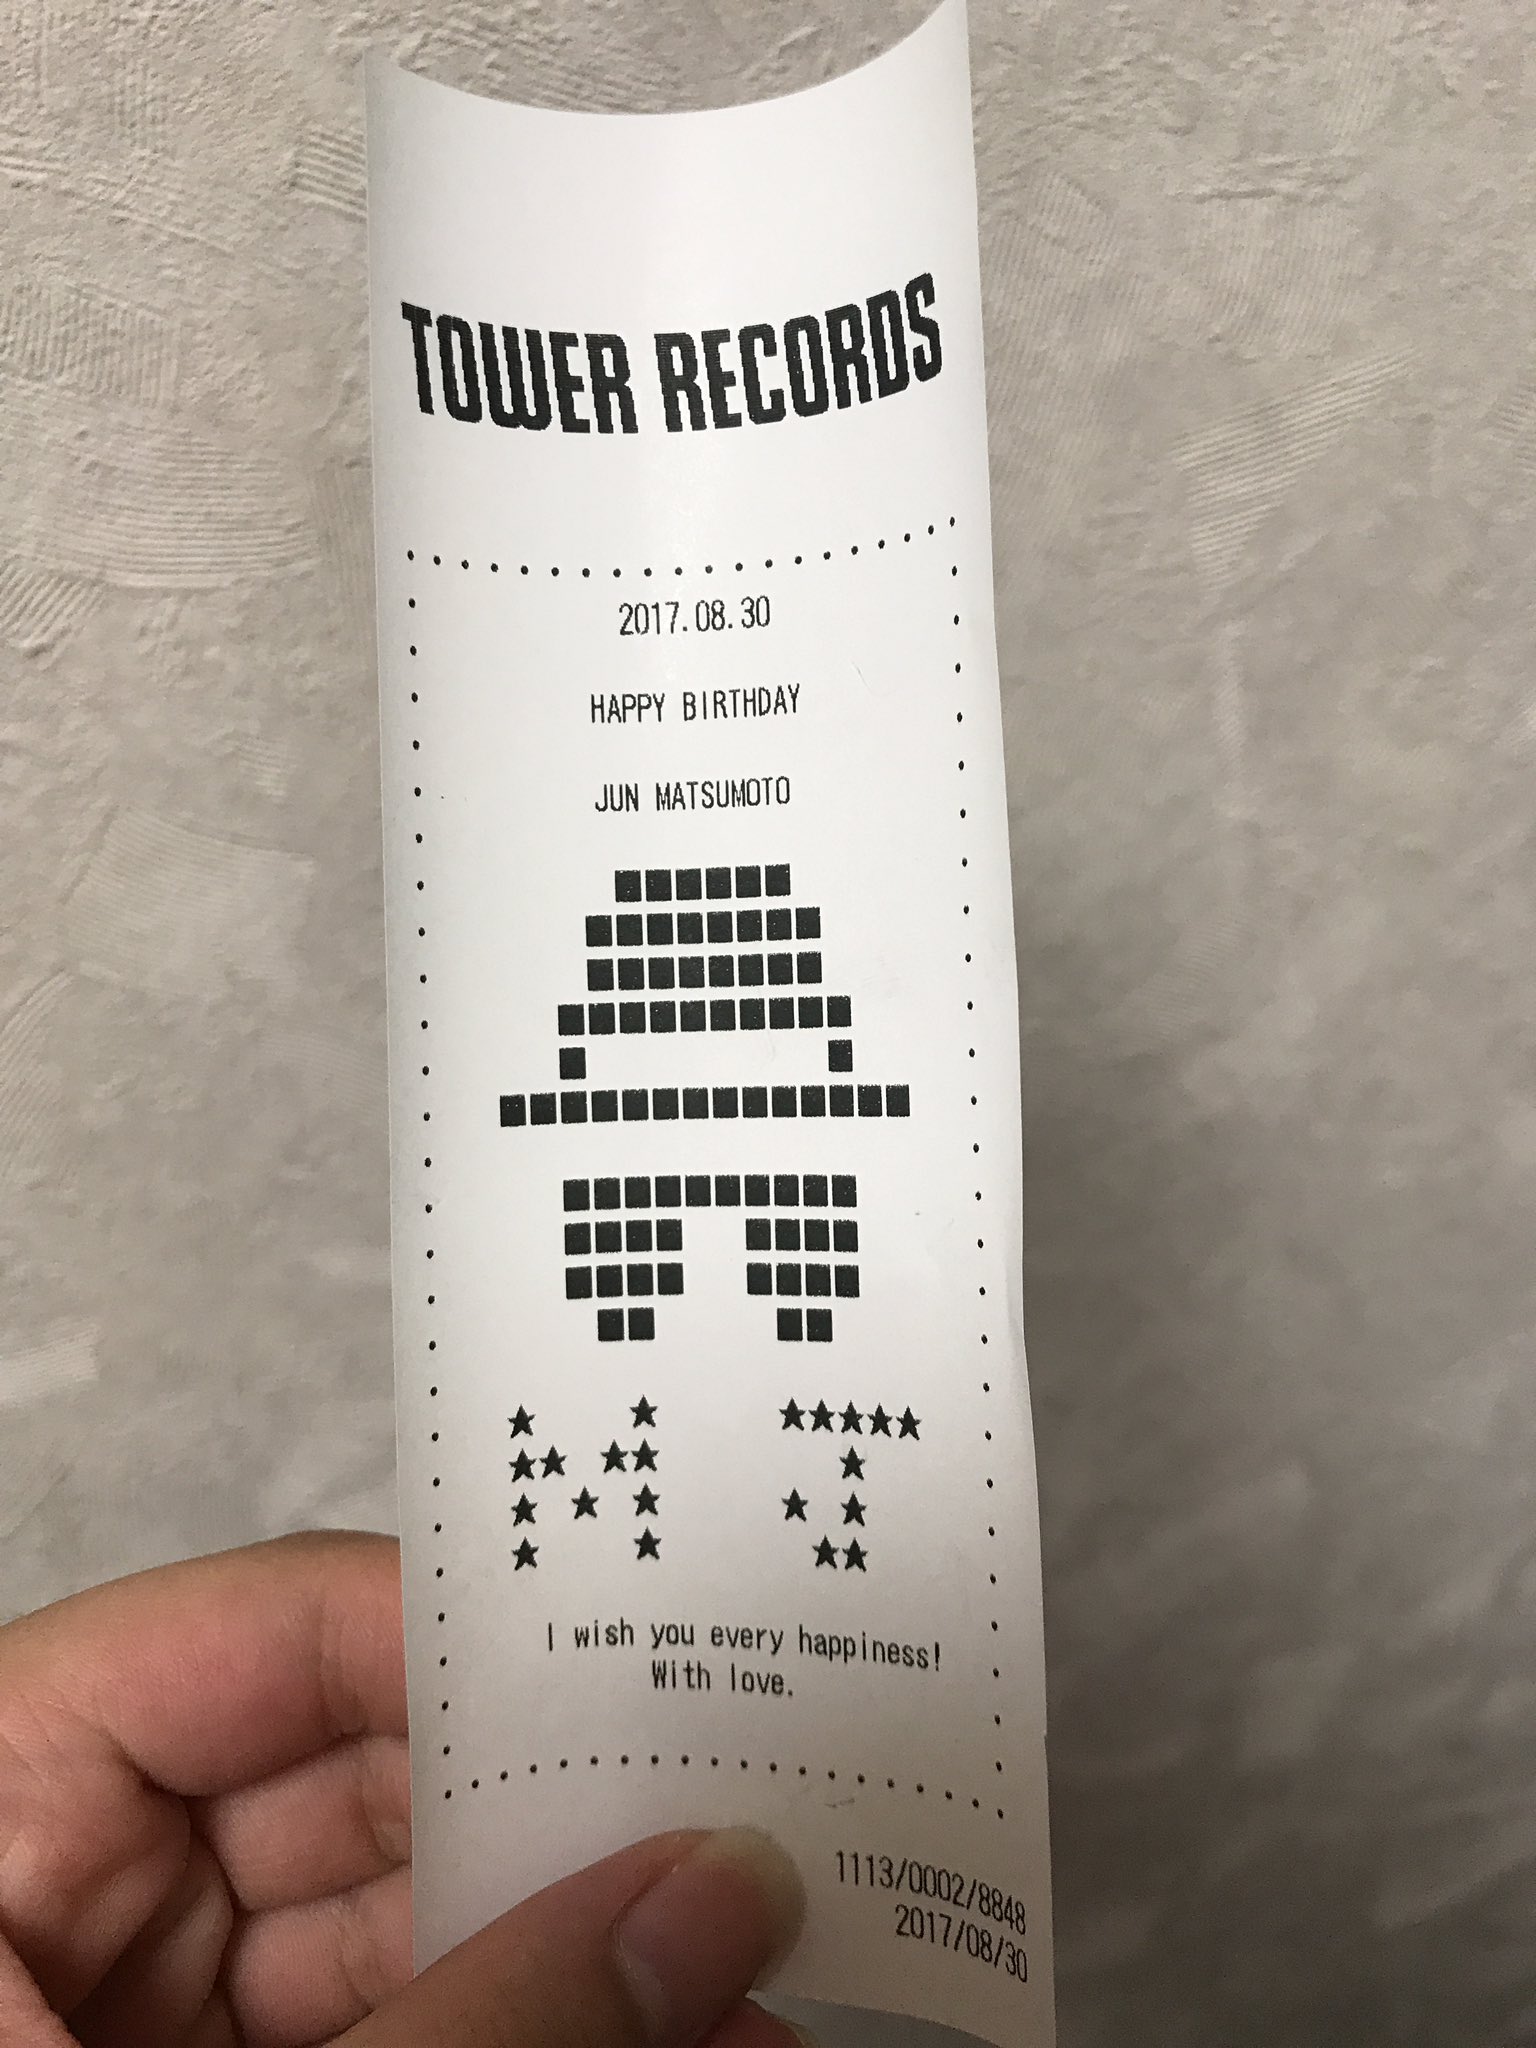 TOWER RECORDS
2017.08.30
HAPPY BIRTHDAY
JUN MATSUMOTO
M J
I wish you every happiness!
With love.
1113/0002/8848
2017/08/30